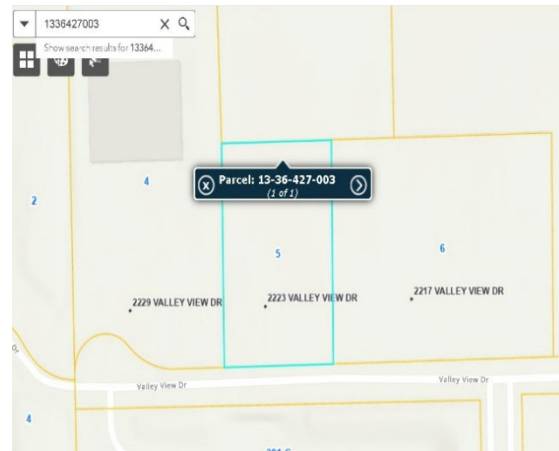 1336427003
Show search results for 13364...
Parcel: 13-36-427-003
(1 of 1)
4
2
5
6
2229 VALLEY VIEW DR
2223 VALLEY VIEW DR
2217 VALLEY VIEW DR
Valley View Dr
Valley View Dr
4